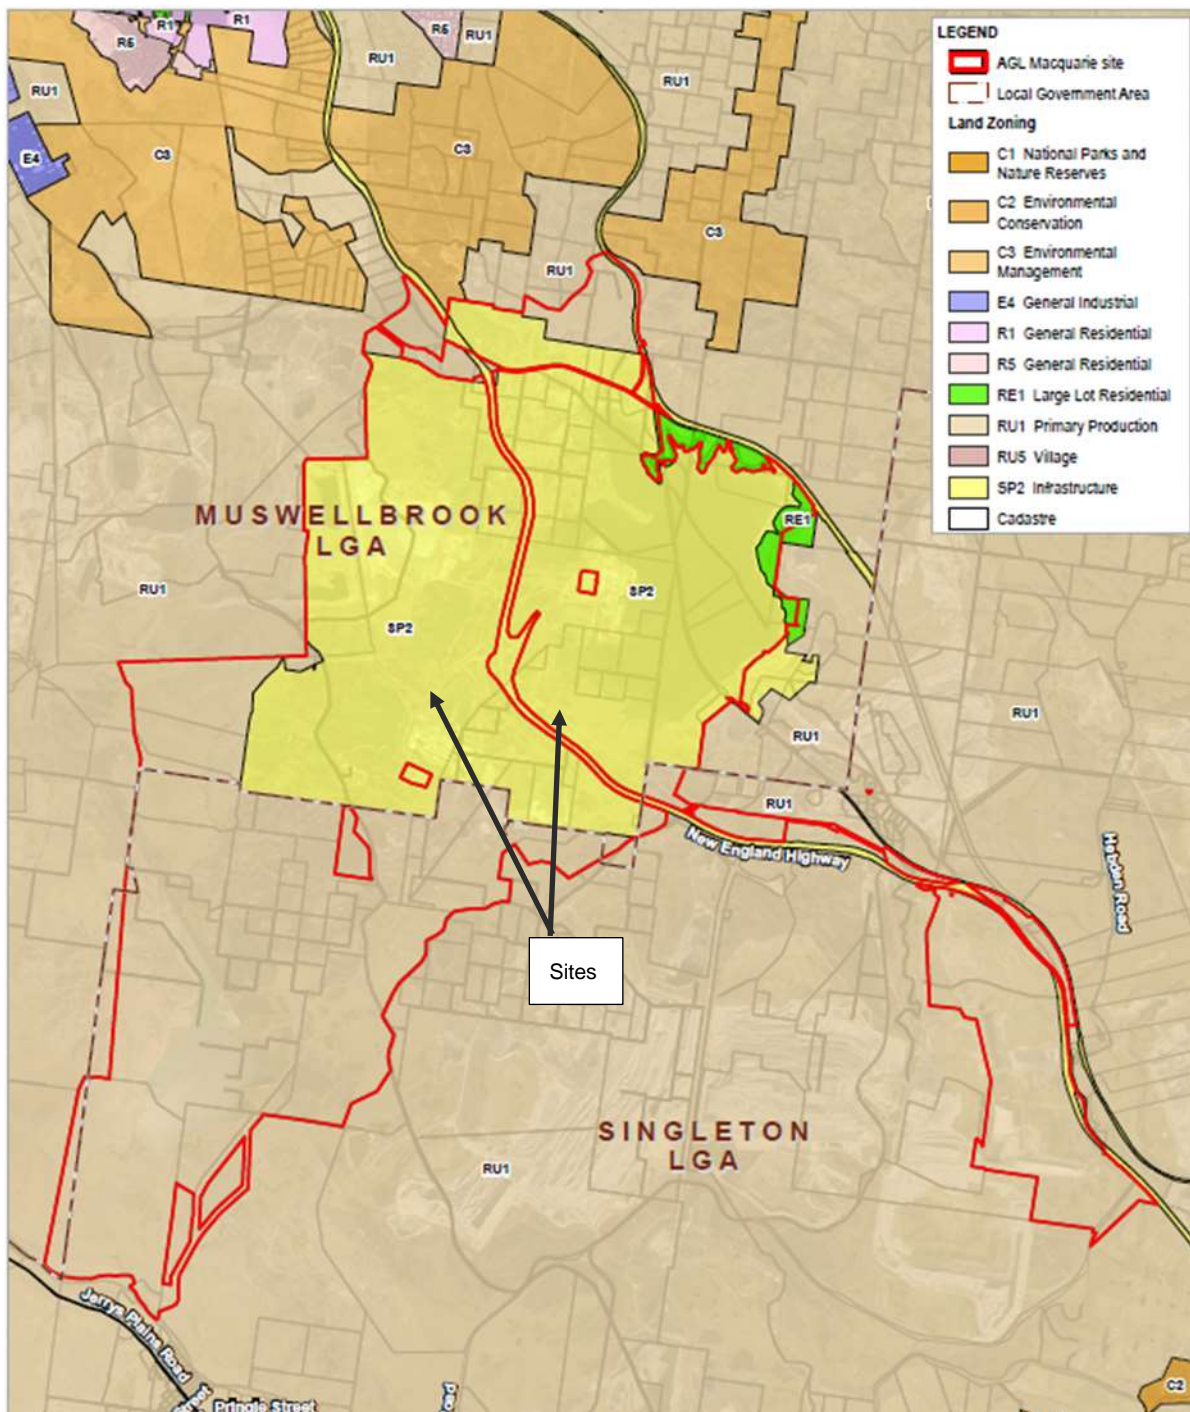 R5
R1
R1
R5
RU1
RU1
RU1
RU1
E4
C3
C3
C3
RU1
LEGEND
AGL Macquarie site
Local Government Area
Land Zoning
C1 National Parks and
Nature Reserves
C2 Environmental
Conservation
C3 Environmental
Management
E4 General Industrial
R1 General Residential
R5 General Residential
RE1 Large Lot Residential
RU1 Primary Production
RU5 Village
SP2 Infrastructure
Cadastre
MUSWELLBROOK
LGA
RE1
RU1
SP2
SP2
RU1
RU1
RU1
New England Highway
Hebden Road
Sites
SINGLETON
LGA
RU1
Jerrys Plains Road
Street
Pringle Street
C2